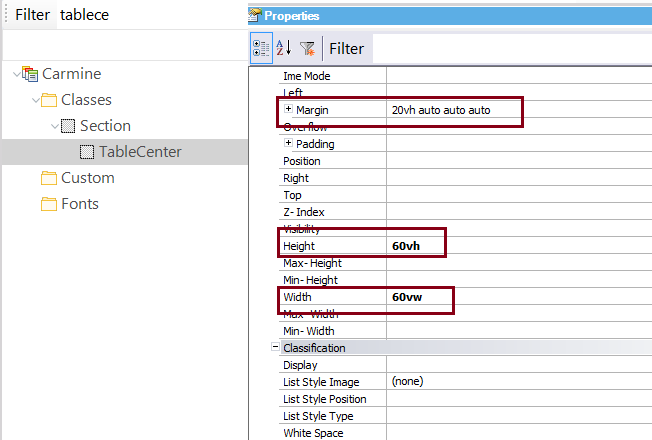 Filter tablece
Carmine
Classes
Section
TableCenter
Custom
Fonts
Properties
A Z Filter
Ime Mode
Left
Margin 20vh auto auto auto
Overflow
Padding
Position
Right
Top
Z- Index
Visibility
Height 60vh
Max- Height
Min- Height
Width 60vw
Max- Width
Min- Width
Classification
Display
List Style Image (none)
List Style Position
List Style Type
White Space